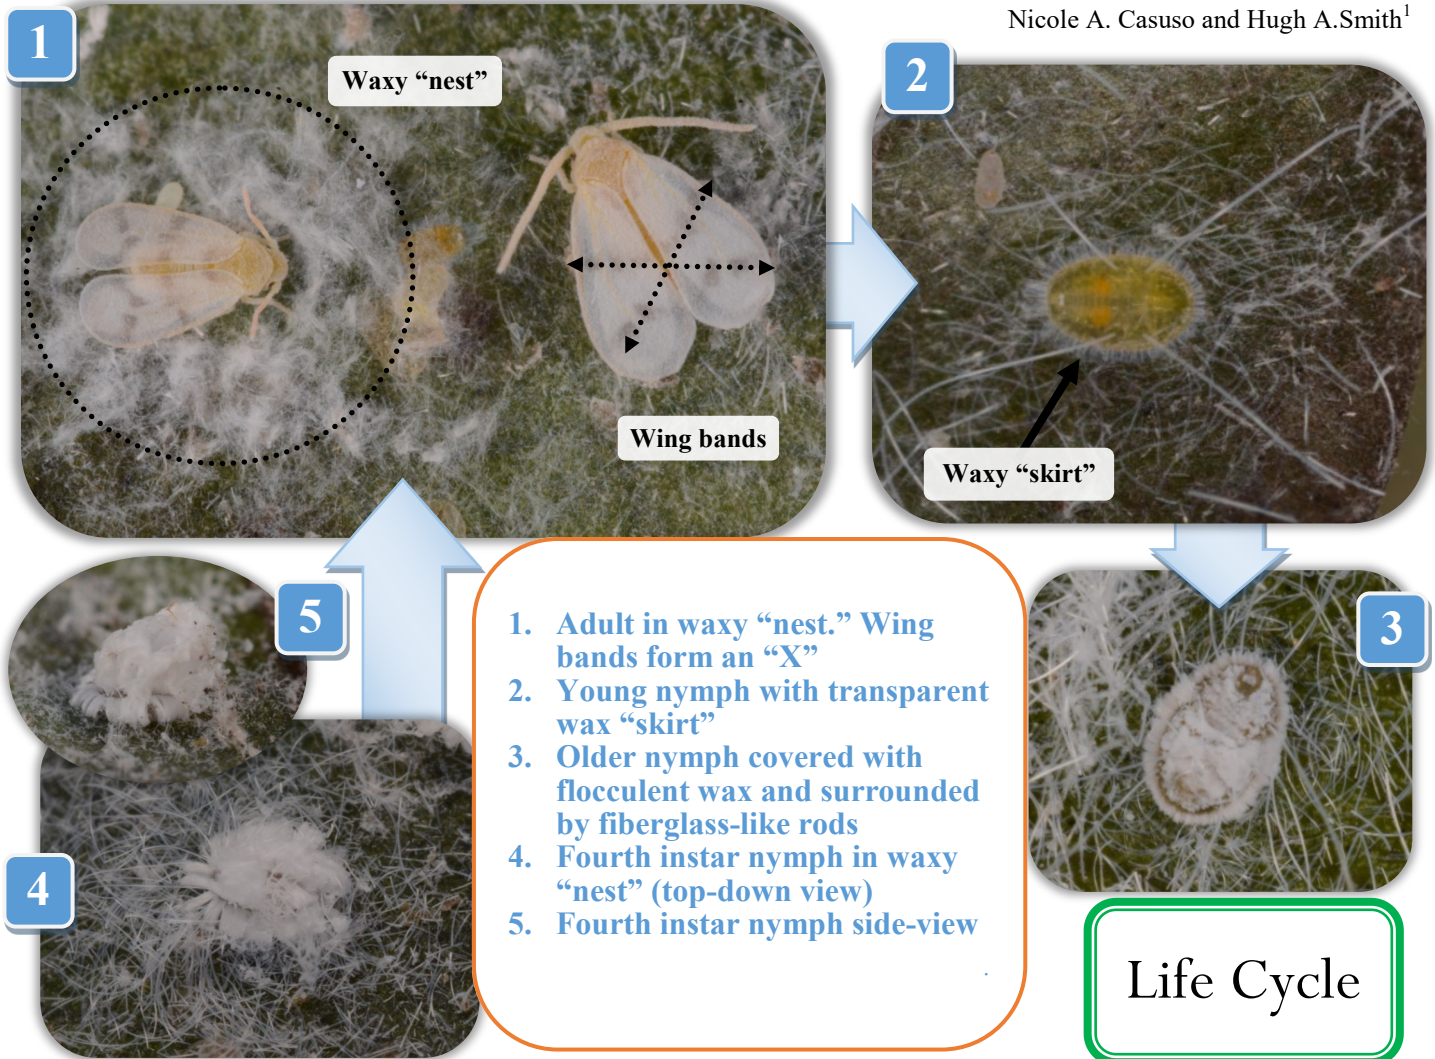 Nicole A. Casuso and Hugh A.Smith1
1
Waxy “nest”
Wing bands
2
Waxy “skirt”
3
5
4
1. Adult in waxy “nest.” Wing
bands form an “X”
2. Young nymph with transparent
wax “skirt”
3. Older nymph covered with
flocculent wax and surrounded
by fiberglass-like rods
4. Fourth instar nymph in waxy
“nest” (top-down view)
5. Fourth instar nymph side-view
.
Life Cycle